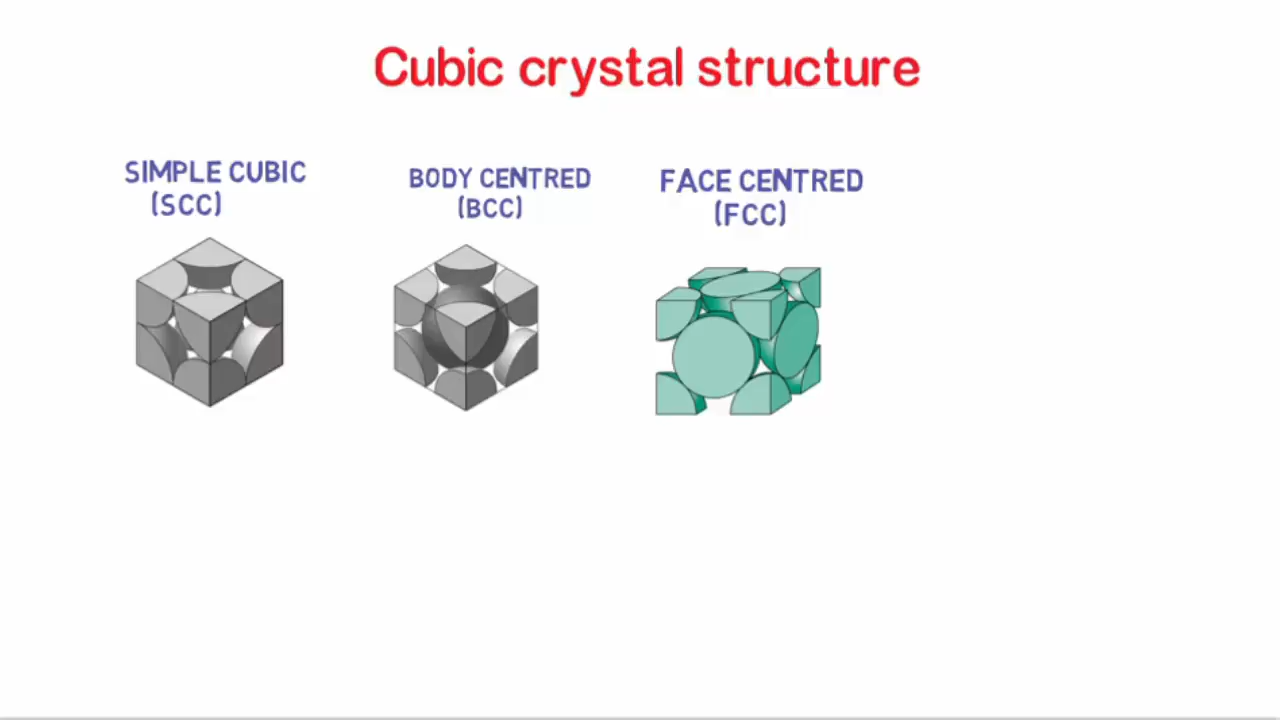 Cubic crystal structure
SIMPLE CUBIC
(SCC)
BODY CENTRED
(BCC)
FACE CENTRED
(FCC)